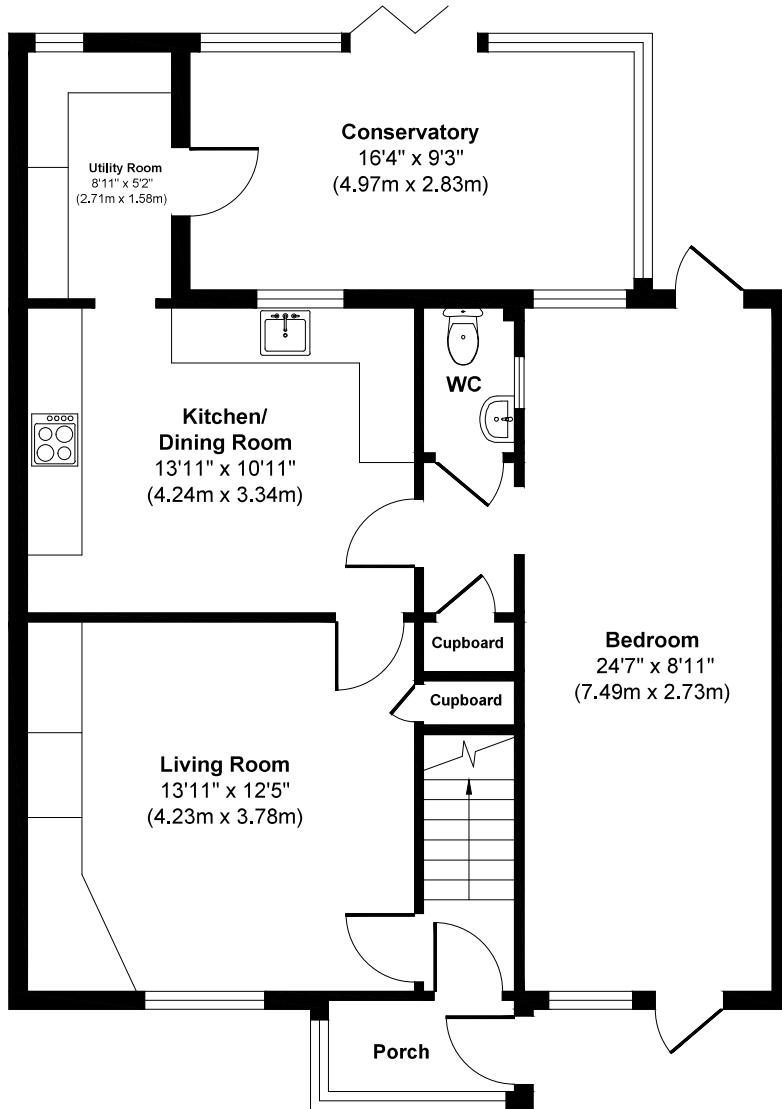 Conservatory
16'4" x 9'3"
(4.97m x 2.83m)
Utility Room
8'11" x 5'2"
(2.71m x 1.58m)
WC
Kitchen/
Dining Room
13'11" x 10'11"
(4.24m x 3.34m)
Cupboard
Cupboard
Bedroom
24'7" x 8'11"
(7.49m x 2.73m)
Living Room
13'11" x 12'5"
(4.23m x 3.78m)
Porch